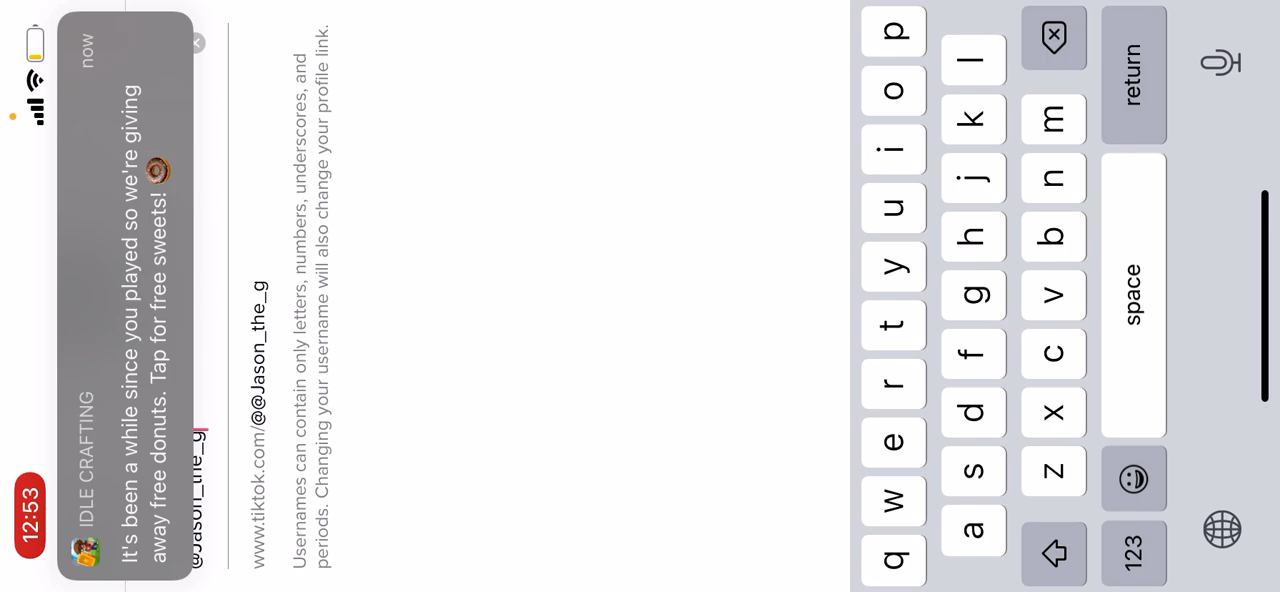 12:53
IDLE CRAFTING
now
It's been a while since you played so we're giving
away free donuts. Tap for free sweets!
@Jason_the_g
www.tiktok.com/@@Jason_the_g
Usernames can contain only letters, numbers, underscores, and
periods. Changing your username will also change your profile link.
q w e r t y u i o p
a s d f g h j k l
z x c v b n m
123
space
return